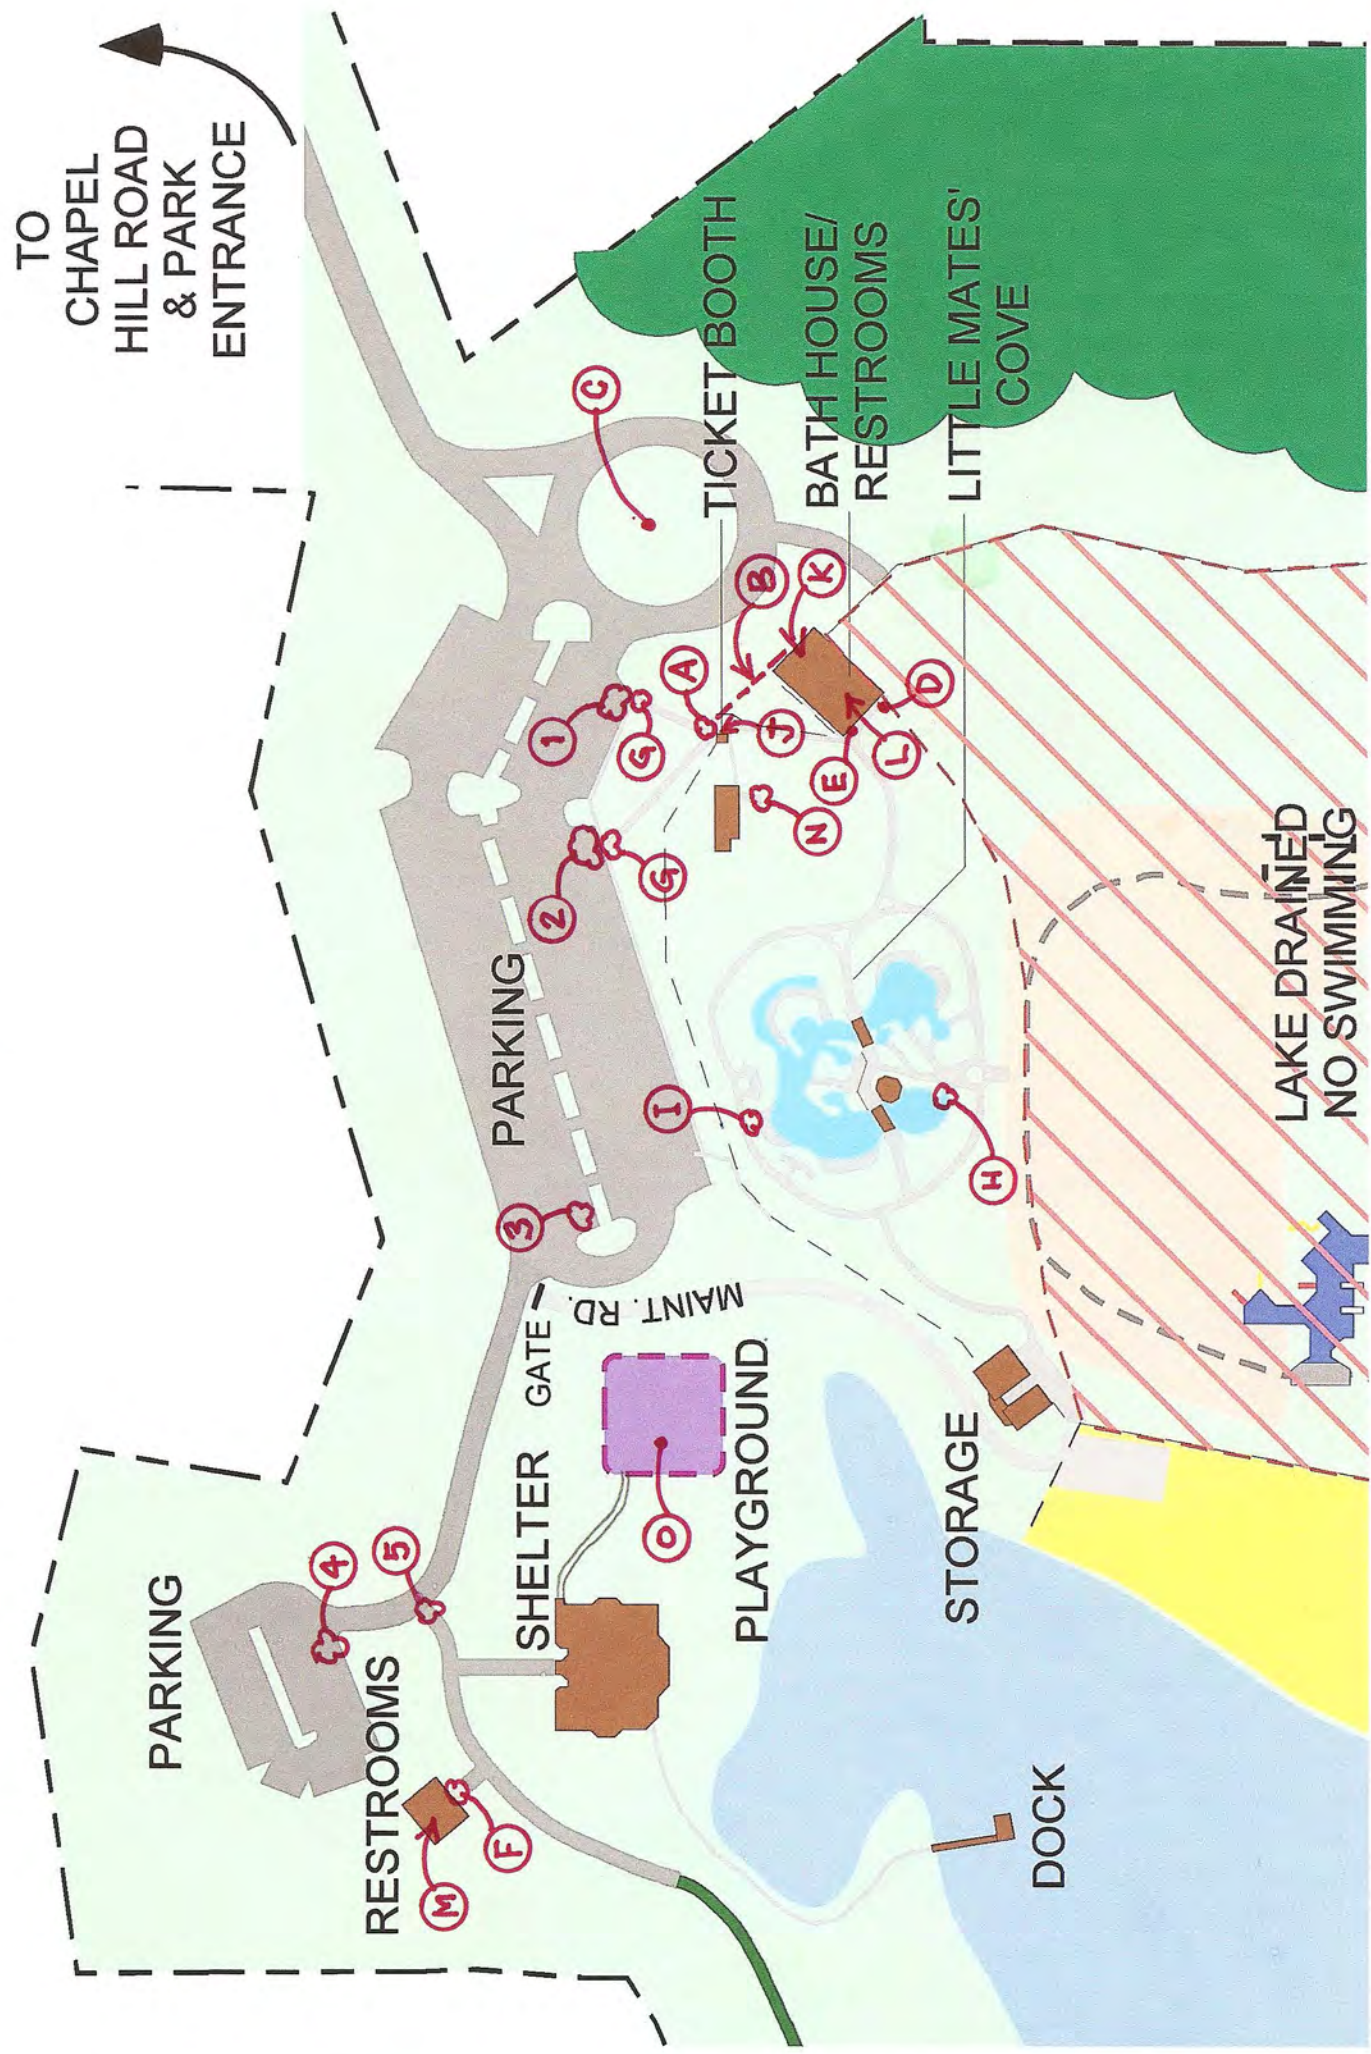 TO
CHAPEL
HILL ROAD
& PARK
ENTRANCE
C
TICKET BOOTH
BATH HOUSE/
RESTROOMS
LITTLE MATES'
COVE
B
K
A
1
G
J
D
L
E
N
2
G
PARKING
I
H
3
LAKE DRAINED
NO SWIMMING
MAINT. RD.
GATE
SHELTER
PLAYGROUND
O
STORAGE
4
5
PARKING
RESTROOMS
M
F
DOCK